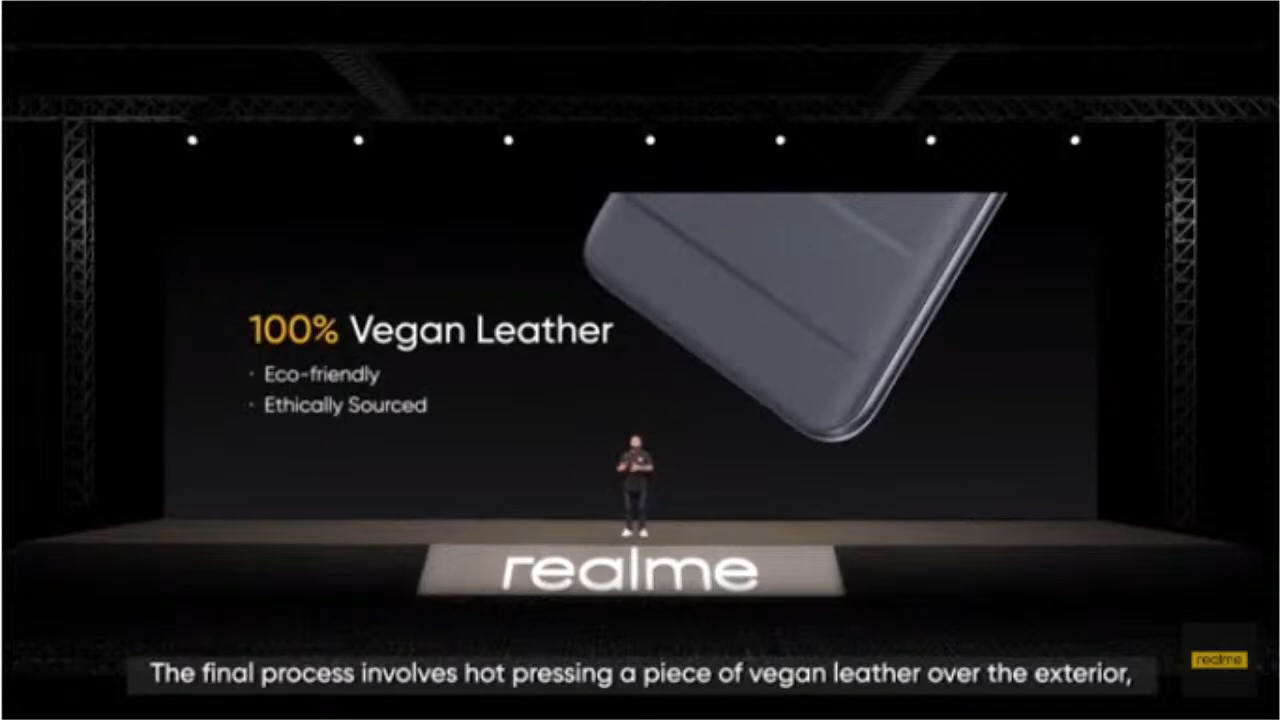 100% Vegan Leather
· Eco-friendly
· Ethically Sourced
realme
realme
The final process involves hot pressing a piece of vegan leather over the exterior,